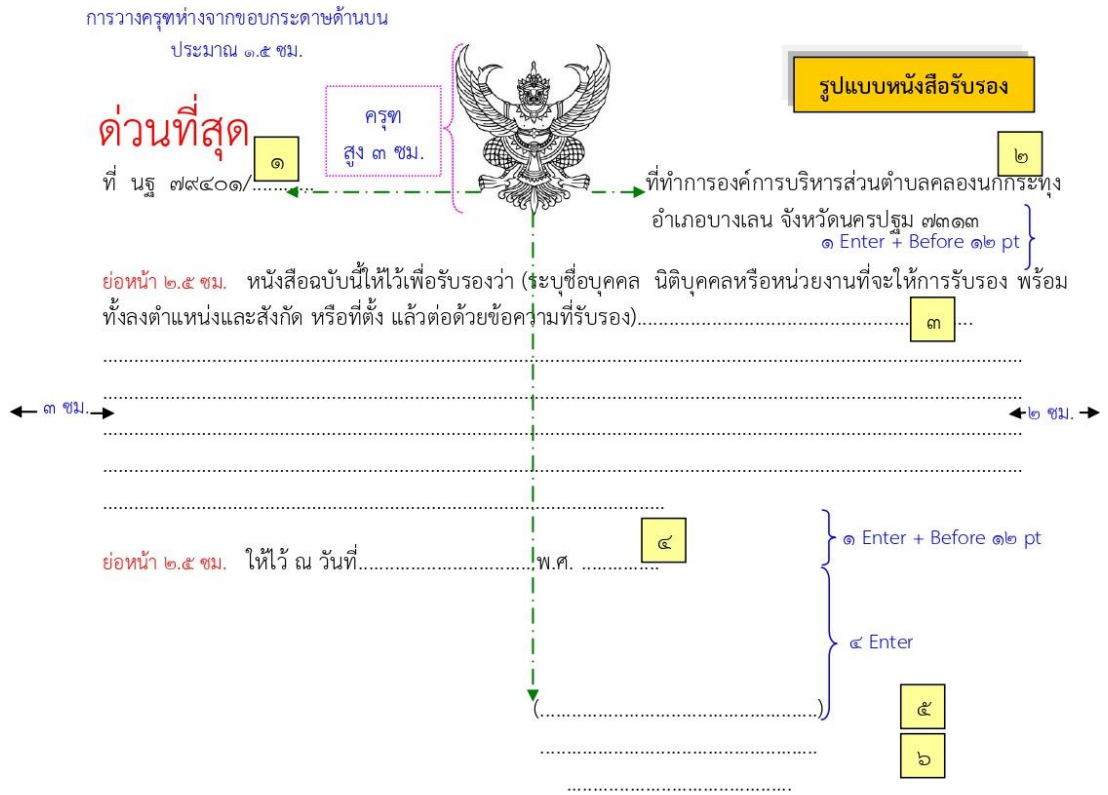 การวางครุฑห่างจากขอบกระดาษด้านบน
ประมาณ ๑.๕ ซม.
รูปแบบหนังสือรับรอง
ครุฑ
สูง ๓ ซม.
ด่วนที่สุด
๑
๒
ที่ นฐ ๗๙๔๐๑/............
ที่ทำการองค์การบริหารส่วนตำบลคลองนกกระทุง
อำเภอบางเลน จังหวัดนครปฐม ๗๓๑๓
๑ Enter + Before ๑๒ pt
ย่อหน้า ๒.๕ ซม. หนังสือฉบับนี้ให้ไว้เพื่อรับรองว่า (ระบุชื่อบุคคล นิติบุคคลหรือหน่วยงานที่จะให้การรับรอง พร้อม
ทั้งลงตำแหน่งและสังกัด หรือที่ตั้ง แล้วต่อด้วยข้อความที่รับรอง)................................................................
๓
๓ ซม.
๒ ซม.
๔
๑ Enter + Before ๑๒ pt
ย่อหน้า ๒.๕ ซม. ให้ไว้ ณ วันที่..................................พ.ศ. ...............
๔ Enter
(......................................................)
๕
๖